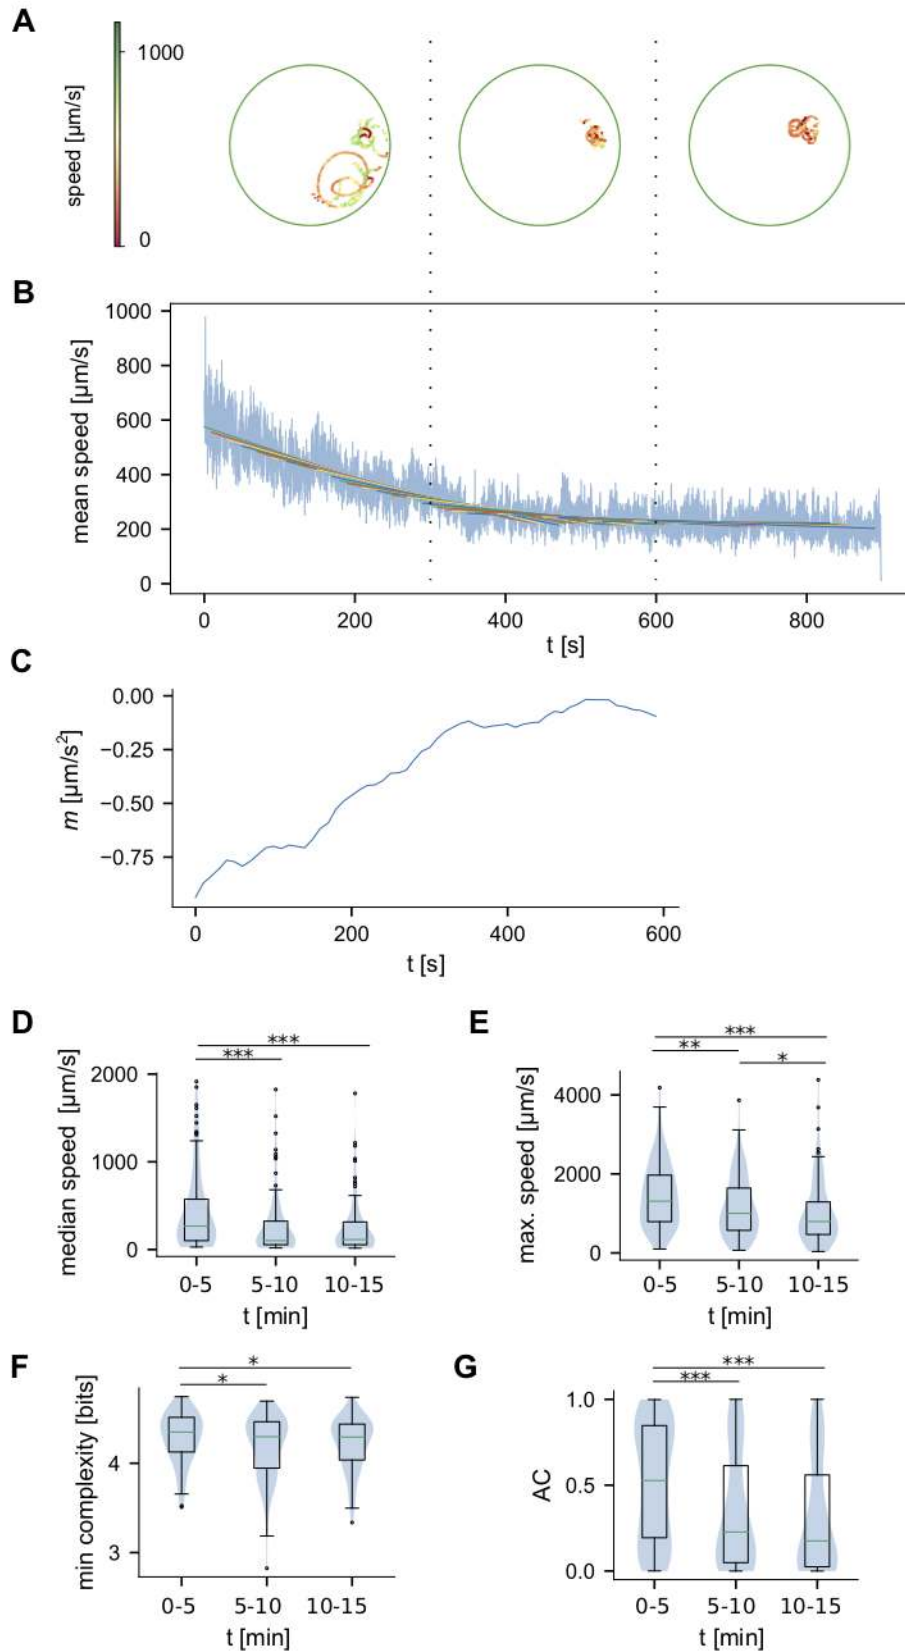 A
speed [µm/s]
1000
0
B
mean speed [µm/s]
1000
800
600
400
200
0
0 200 400 600 800
t [s]
C
m [µm/s²]
0.00
−0.25
−0.50
−0.75
0 200 400 600
t [s]
D
median speed [µm/s]
***
***
2000
1000
0
0-5 5-10 10-15
t [min]
E
max. speed [µm/s]
***
**
*
4000
2000
0
0-5 5-10 10-15
t [min]
F
min complexity [bits]
*
*
4
3
0-5 5-10 10-15
t [min]
G
AC
***
***
1.0
0.5
0.0
0-5 5-10 10-15
t [min]